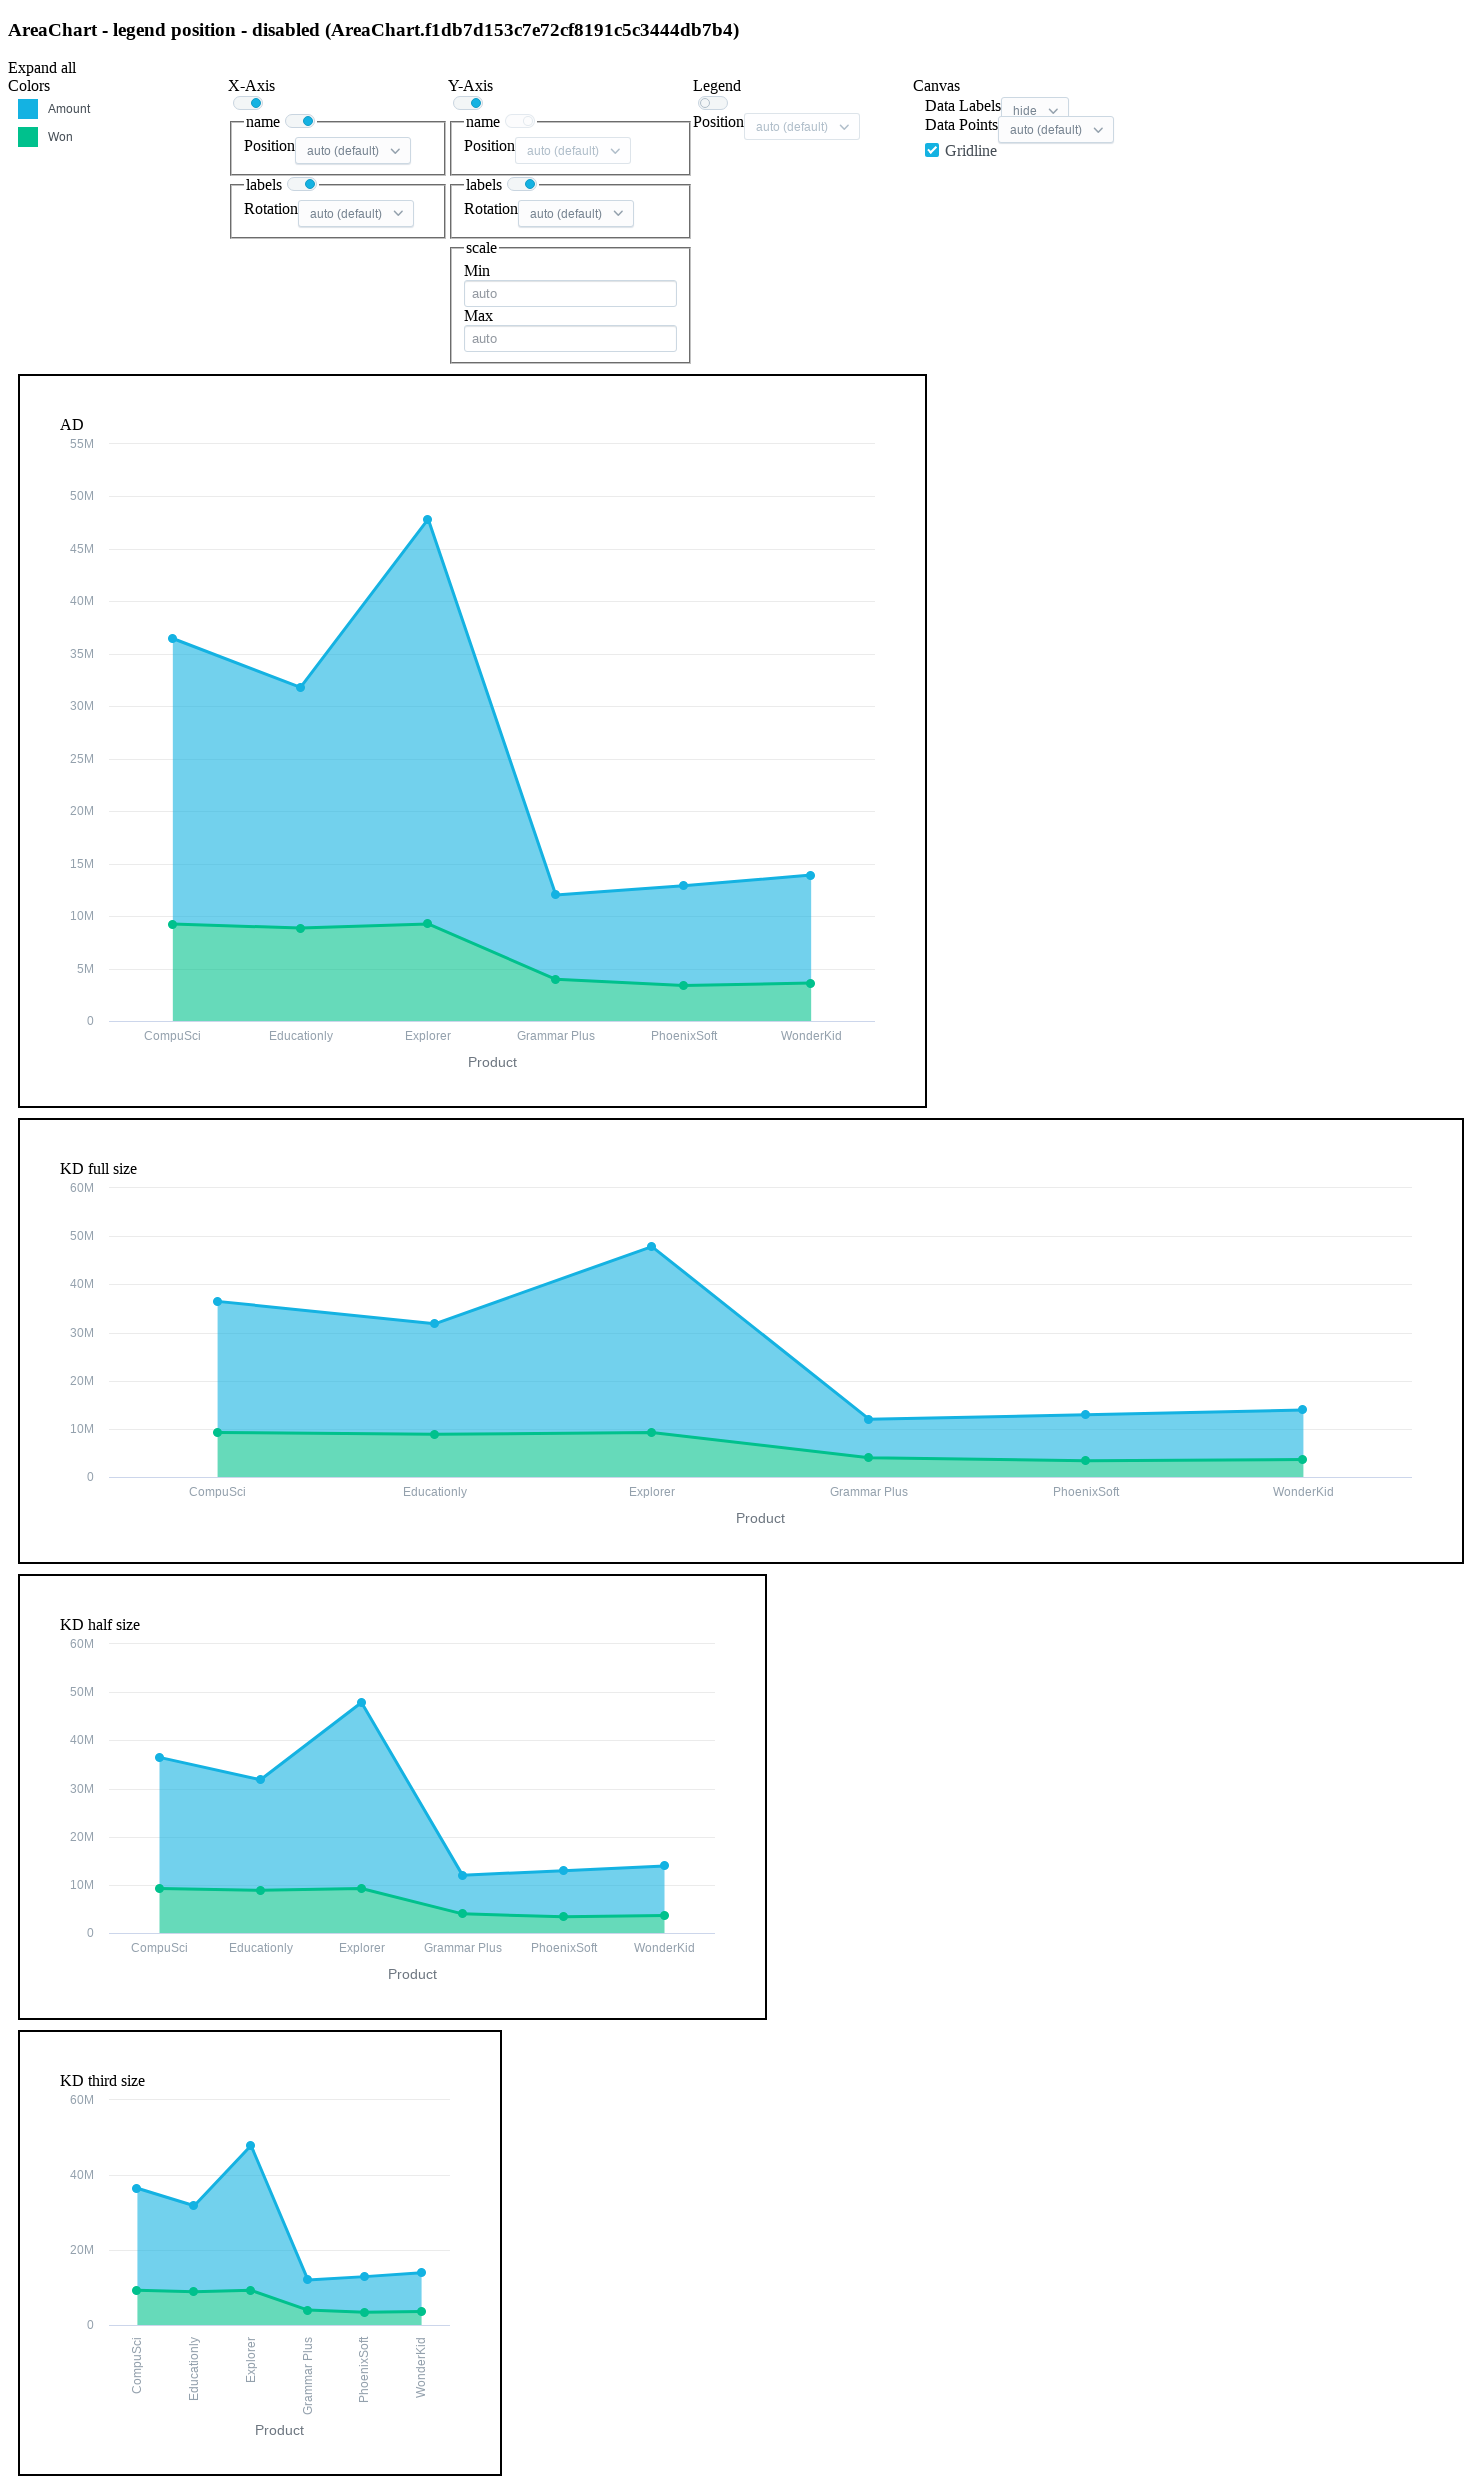 AreaChart - legend position - disabled (AreaChart.f1db7d153c7e72cf8191c5c3444db7b4)
Expand all
Colors
Amount
Won
X-Axis
name
Position auto (default)
labels
Rotation auto (default)
Y-Axis
name
Position auto (default)
labels
Rotation auto (default)
scale
Min
auto
Max
auto
Legend
Position auto (default)
Canvas
Data Labels hide
Data Points auto (default)
Gridline
AD
55M
50M
45M
40M
35M
30M
25M
20M
15M
10M
5M
0
CompuSci Educationly Explorer Grammar Plus PhoenixSoft WonderKid
Product
KD full size
60M
50M
40M
30M
20M
10M
0
CompuSci Educationly Explorer Grammar Plus PhoenixSoft WonderKid
Product
KD half size
60M
50M
40M
30M
20M
10M
0
CompuSci Educationly Explorer Grammar Plus PhoenixSoft WonderKid
Product
KD third size
60M
40M
20M
0
CompuSci
Educationly
Explorer
Grammar Plus
PhoenixSoft
WonderKid
Product